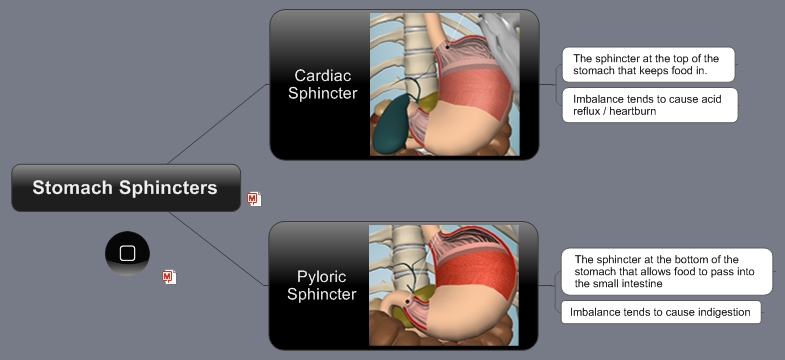 Stomach Sphincters
Cardiac
Sphincter
The sphincter at the top of the
stomach that keeps food in.
Imbalance tends to cause acid
reflux / heartburn
Pyloric
Sphincter
The sphincter at the bottom of the
stomach that allows food to pass into
the small intestine
Imbalance tends to cause indigestion
M
M